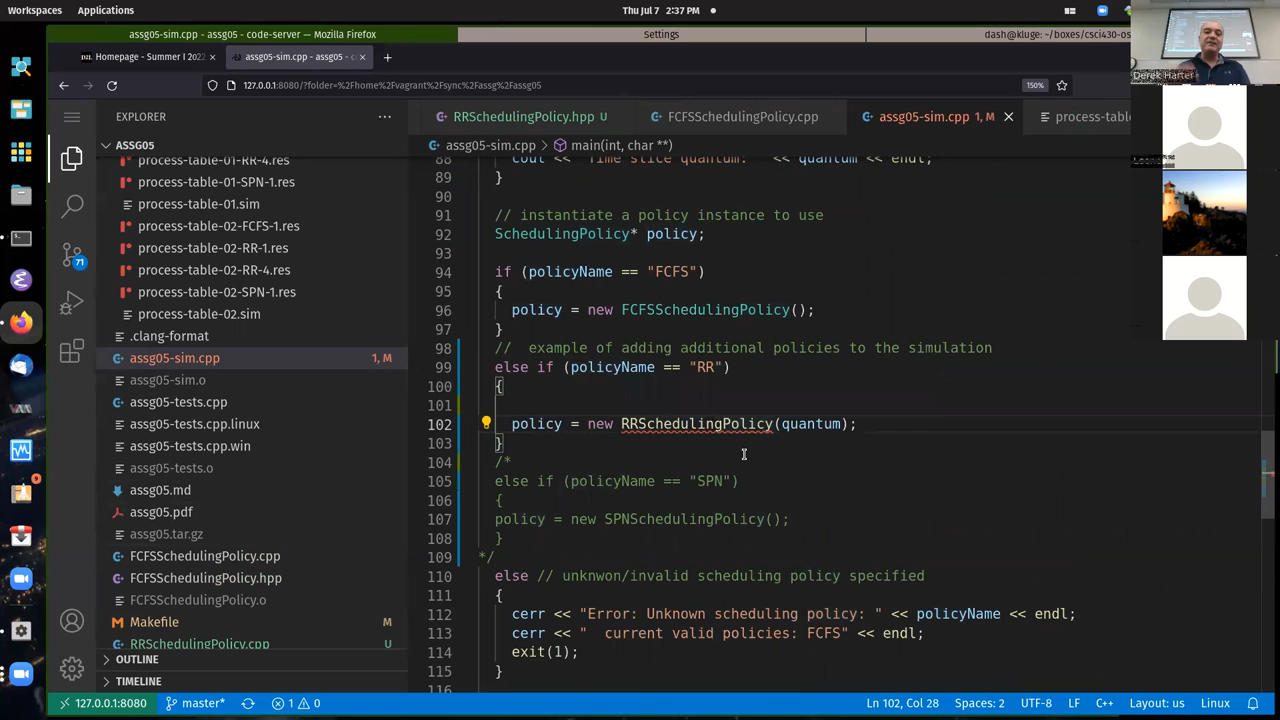 Workspaces Applications Thu Jul 7 2:37 PM
assg05-sim.cpp - assg05 - code-server — Mozilla Firefox Settings dash@kluge: ~/boxes/csci430-os
Homepage - Summer I 2022 assg05-sim.cpp - assg05 - c
127.0.0.1:8080/?folder=%2Fhome%2Fvagrant%2Fsync%2Fassg%2Fassg05 150%
Derek Harter
EXPLORER
RRSchedulingPolicy.hpp U FCFSSchedulingPolicy.cpp assg05-sim.cpp 1, M process-table
ASSG05
assg05-sim.cpp > main(int, char **)
process-table-01-RR-4.res
process-table-01-SPN-1.res
process-table-01.sim
process-table-02-FCFS-1.res
process-table-02-RR-1.res
process-table-02-RR-4.res
process-table-02-SPN-1.res
process-table-02.sim
.clang-format
assg05-sim.cpp 1, M
assg05-sim.o
assg05-tests.cpp
assg05-tests.cpp.linux
assg05-tests.cpp.win
assg05-tests.o
assg05.md
assg05.pdf
assg05.tar.gz
FCFSSchedulingPolicy.cpp
FCFSSchedulingPolicy.hpp
FCFSSchedulingPolicy.o
Makefile M
RRSchedulingPolicy.cpp U
OUTLINE
TIMELINE
71
9
88 cout << "Time slice quantum: " << quantum << endl;
89 }
90
91 // instantiate a policy instance to use
92 SchedulingPolicy* policy;
93
94 if (policyName == "FCFS")
95 {
96 policy = new FCFSSchedulingPolicy();
97 }
98 // example of adding additional policies to the simulation
99 else if (policyName == "RR")
100 {
101
102 policy = new RRSchedulingPolicy(quantum);
103 }
104 /*
105 else if (policyName == "SPN")
106 {
107 policy = new SPNSchedulingPolicy();
108 }
109 */
110 else // unknwon/invalid scheduling policy specified
111 {
112 cerr << "Error: Unknown scheduling policy: " << policyName << endl;
113 cerr << "  current valid policies: FCFS" << endl;
114 exit(1);
115 }
116
127.0.0.1:8080 master* 1 0 Ln 102, Col 28 Spaces: 2 UTF-8 LF C++ Layout: us Linux